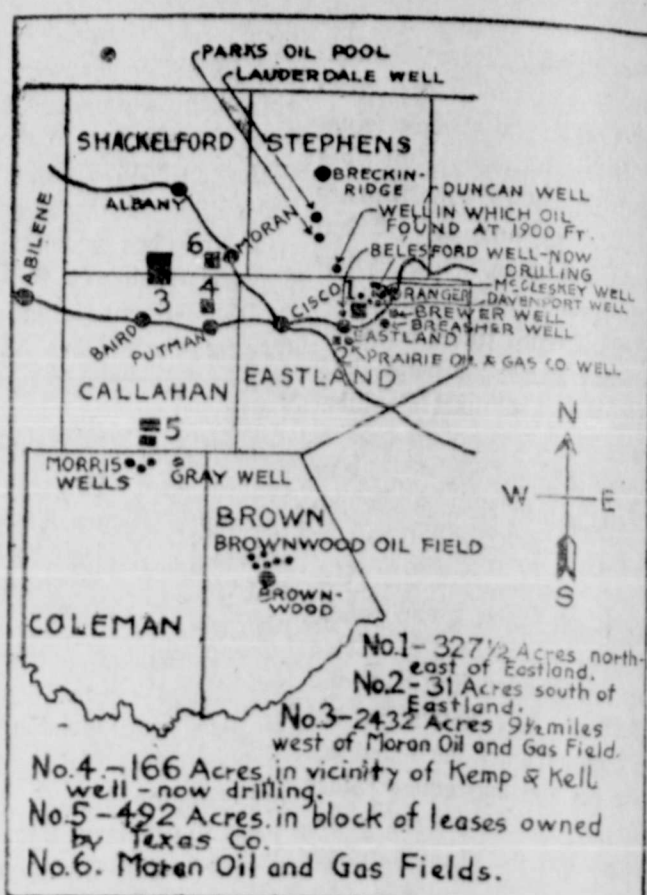 PARKS OIL POOL
LAUDERDALE WELL
SHACKELFORD
STEPHENS
BRECKIN-
RIDGE
DUNCAN WELL
ALBANY
WELL IN WHICH OIL
FOUND AT 1900 FT.
ABILENE
6
MORAN
BELESFORD WELL-NOW
DRILLING
3
4
CISCO
1
RANGER
McCLESKEY WELL
DAVENPORT WELL
BREWER WELL
BREASHER WELL
BAIRD
PUTMAN
EASTLAND
2
PRAIRIE OIL & GAS CO. WELL
CALLAHAN
EASTLAND
5
MORRIS
WELLS
GRAY WELL
N
W
E
S
BROWN
BROWNWOOD OIL FIELD
BROWN-
WOOD
COLEMAN
No.1- 327½ Acres north-
east of Eastland.
No.2- 31 Acres south of
Eastland.
No.3-2432 Acres 9½ miles
west of Moran Oil and Gas Field.
No.4.-166 Acres in vicinity of Kemp & Kell
well - now drilling.
No.5-492 Acres in block of leases owned
by Texas Co.
No.6. Moran Oil and Gas Fields.